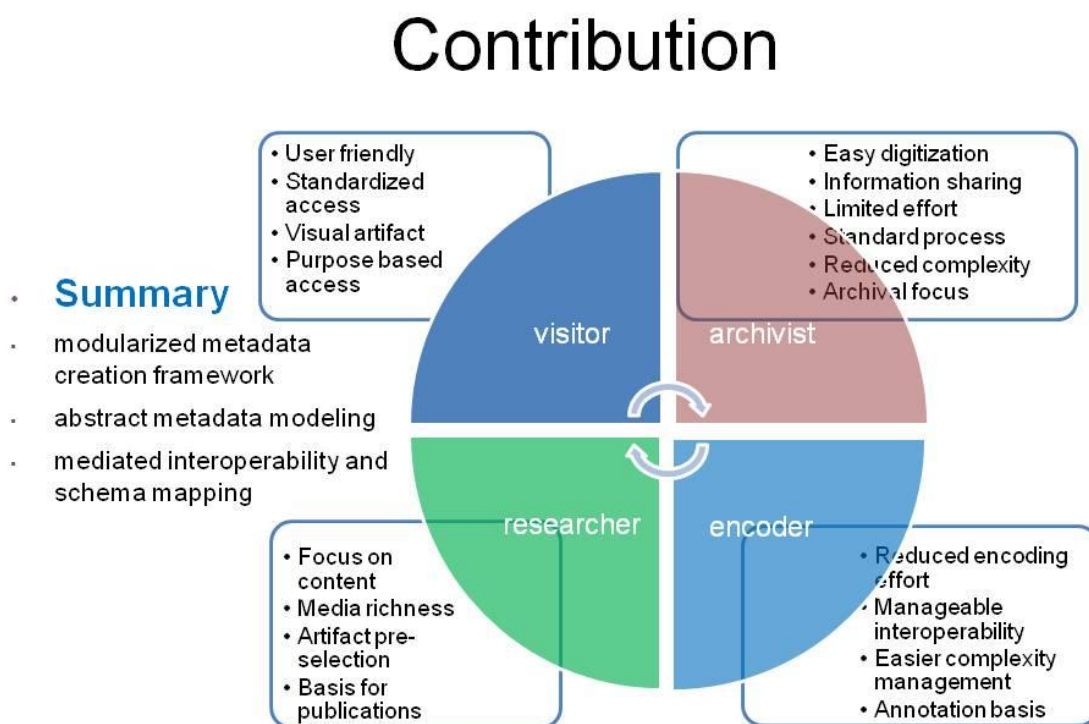 Contribution
• User friendly
• Standardized
access
• Visual artifact
• Purpose based
access
• Easy digitization
• Information sharing
• Limited effort
• Standard process
• Reduced complexity
• Archival focus
• Summary
• modularized metadata
creation framework
• abstract metadata modeling
• mediated interoperability and
schema mapping
visitor
archivist
researcher
encoder
• Focus on
content
• Media richness
• Artifact pre-
selection
• Basis for
publications
• Reduced encoding
effort
• Manageable
interoperability
• Easier complexity
management
• Annotation basis